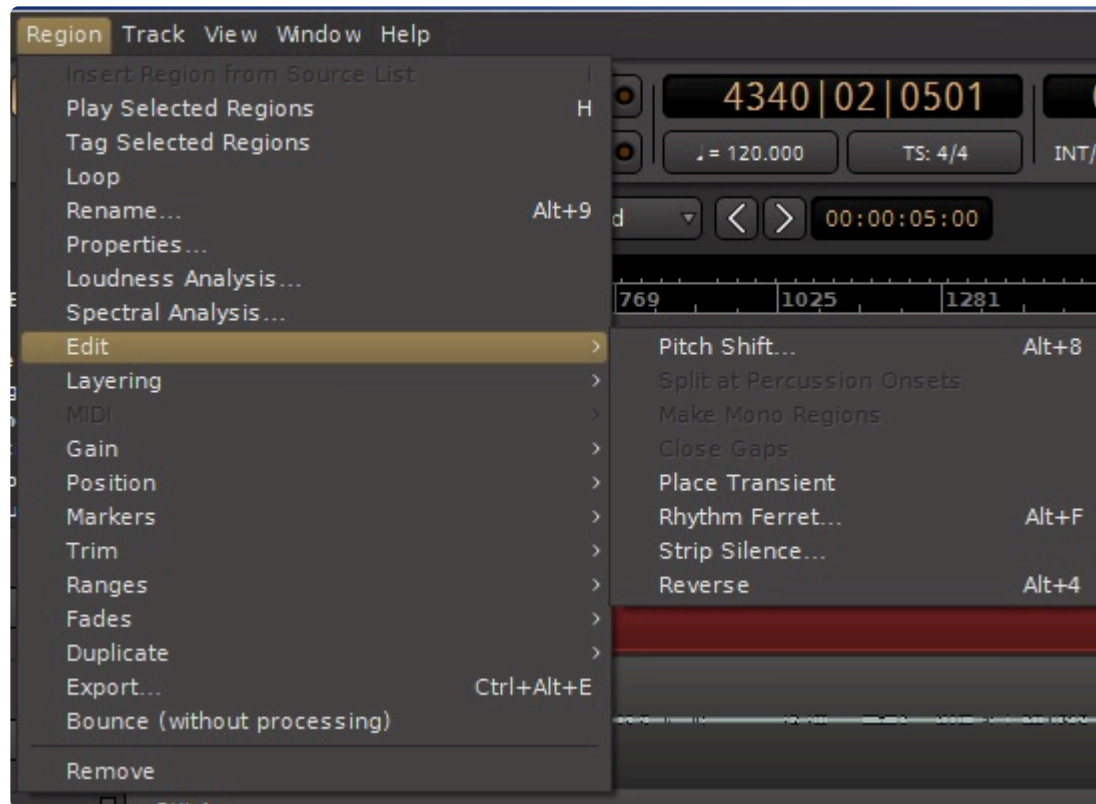 Region Track View Window Help
Insert Region from Source List I
Play Selected Regions H
Tag Selected Regions
Loop
Rename... Alt+9
Properties...
Loudness Analysis...
Spectral Analysis...
Edit >
Layering >
MIDI >
Gain >
Position >
Markers >
Trim >
Ranges >
Fades >
Duplicate >
Export... Ctrl+Alt+E
Bounce (without processing)
Remove
4340|02|0501
♩ = 120.000 TS: 4/4 INT/
d 00:00:05:00
769 1025 1281
Pitch Shift... Alt+8
Split at Percussion Onsets
Make Mono Regions
Close Gaps
Place Transient
Rhythm Ferret... Alt+F
Strip Silence...
Reverse Alt+4